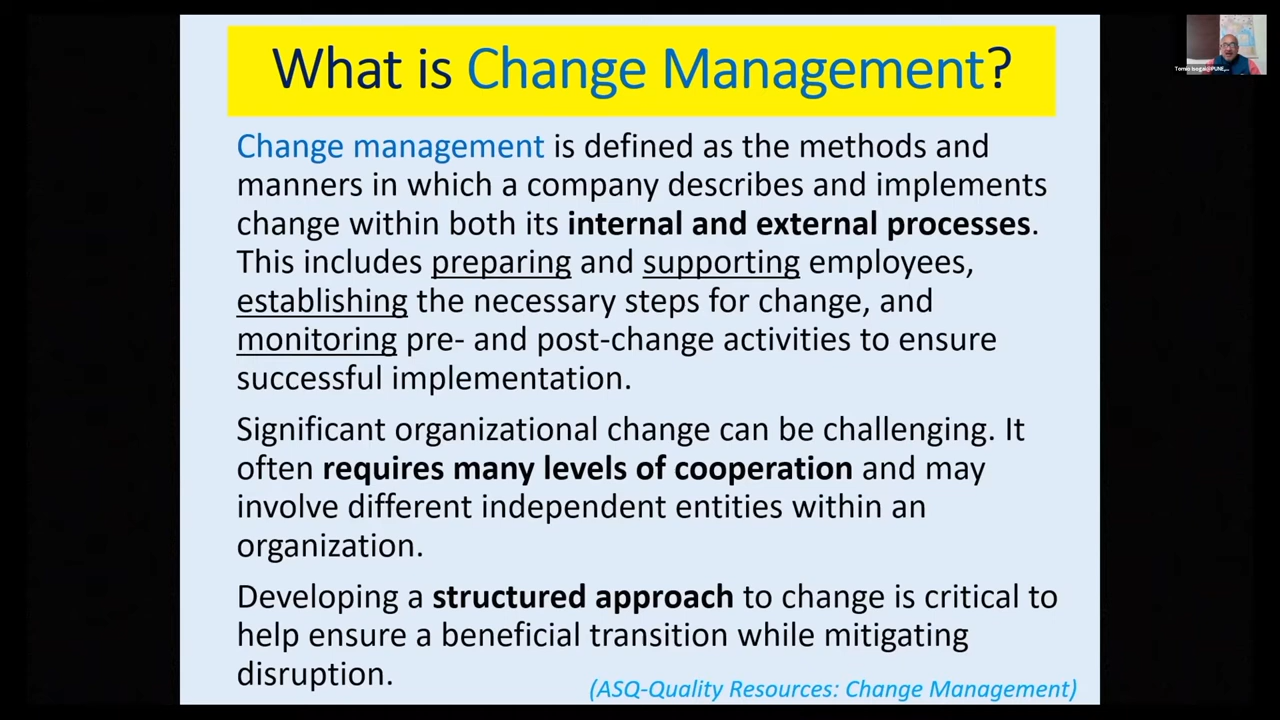 What is Change Management?
Change management is defined as the methods and
manners in which a company describes and implements
change within both its internal and external processes.
This includes preparing and supporting employees,
establishing the necessary steps for change, and
monitoring pre- and post-change activities to ensure
successful implementation.
Significant organizational change can be challenging. It
often requires many levels of cooperation and may
involve different independent entities within an
organization.
Developing a structured approach to change is critical to
help ensure a beneficial transition while mitigating
disruption.
(ASQ-Quality Resources: Change Management)